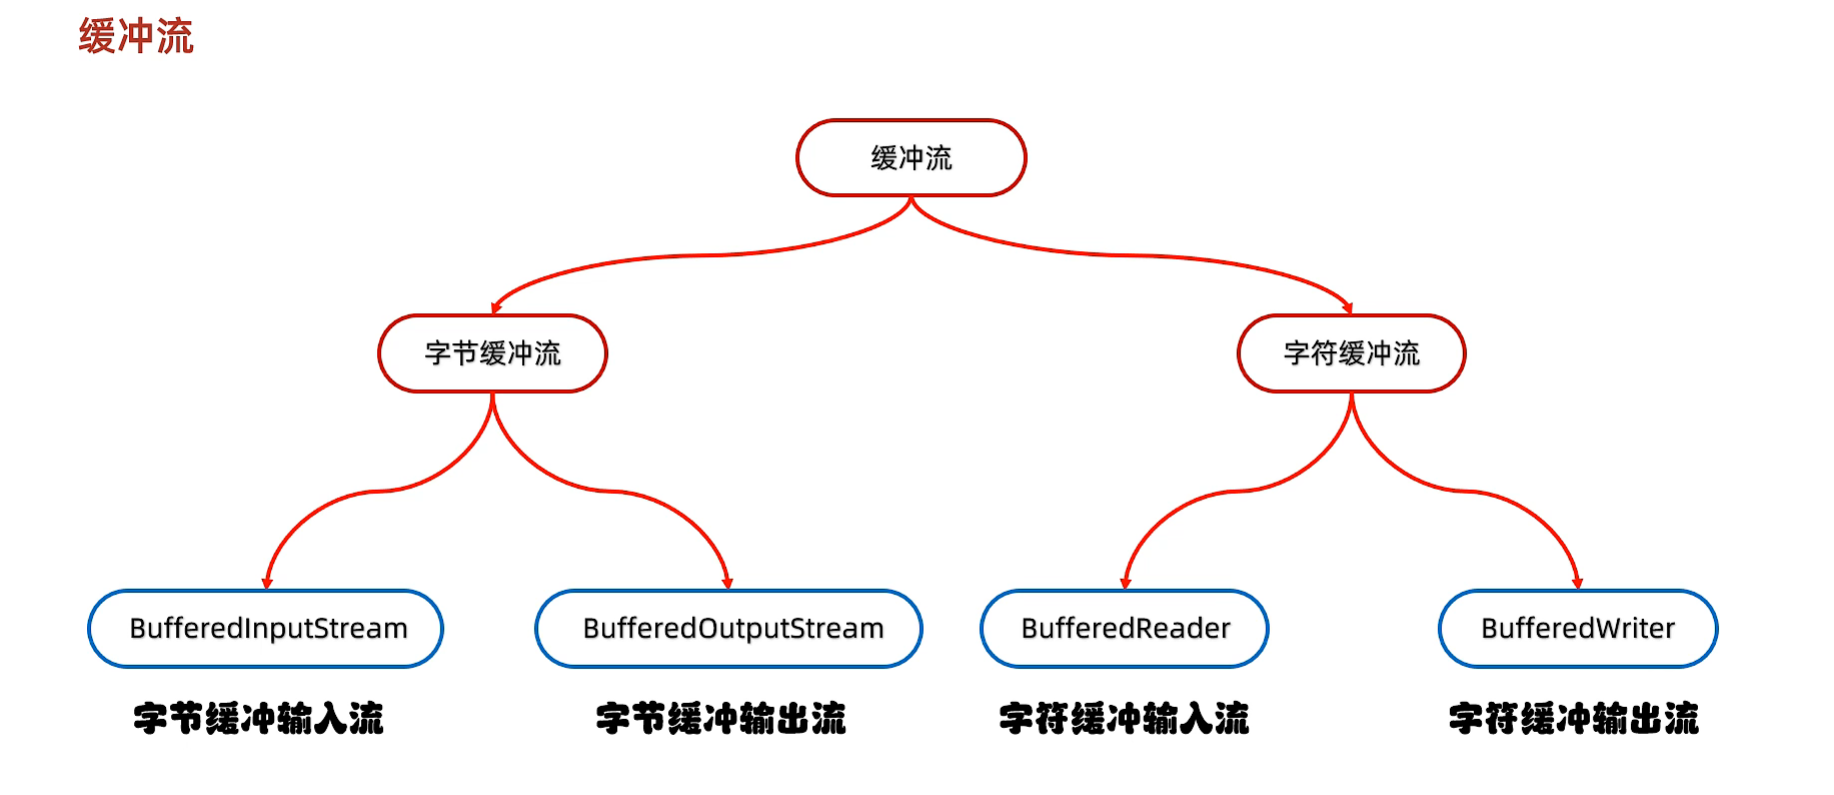 缓冲流
缓冲流
字节缓冲流
字符缓冲流
BufferedInputStream
BufferedOutputStream
BufferedReader
BufferedWriter
字节缓冲输入流
字节缓冲输出流
字符缓冲输入流
字符缓冲输出流